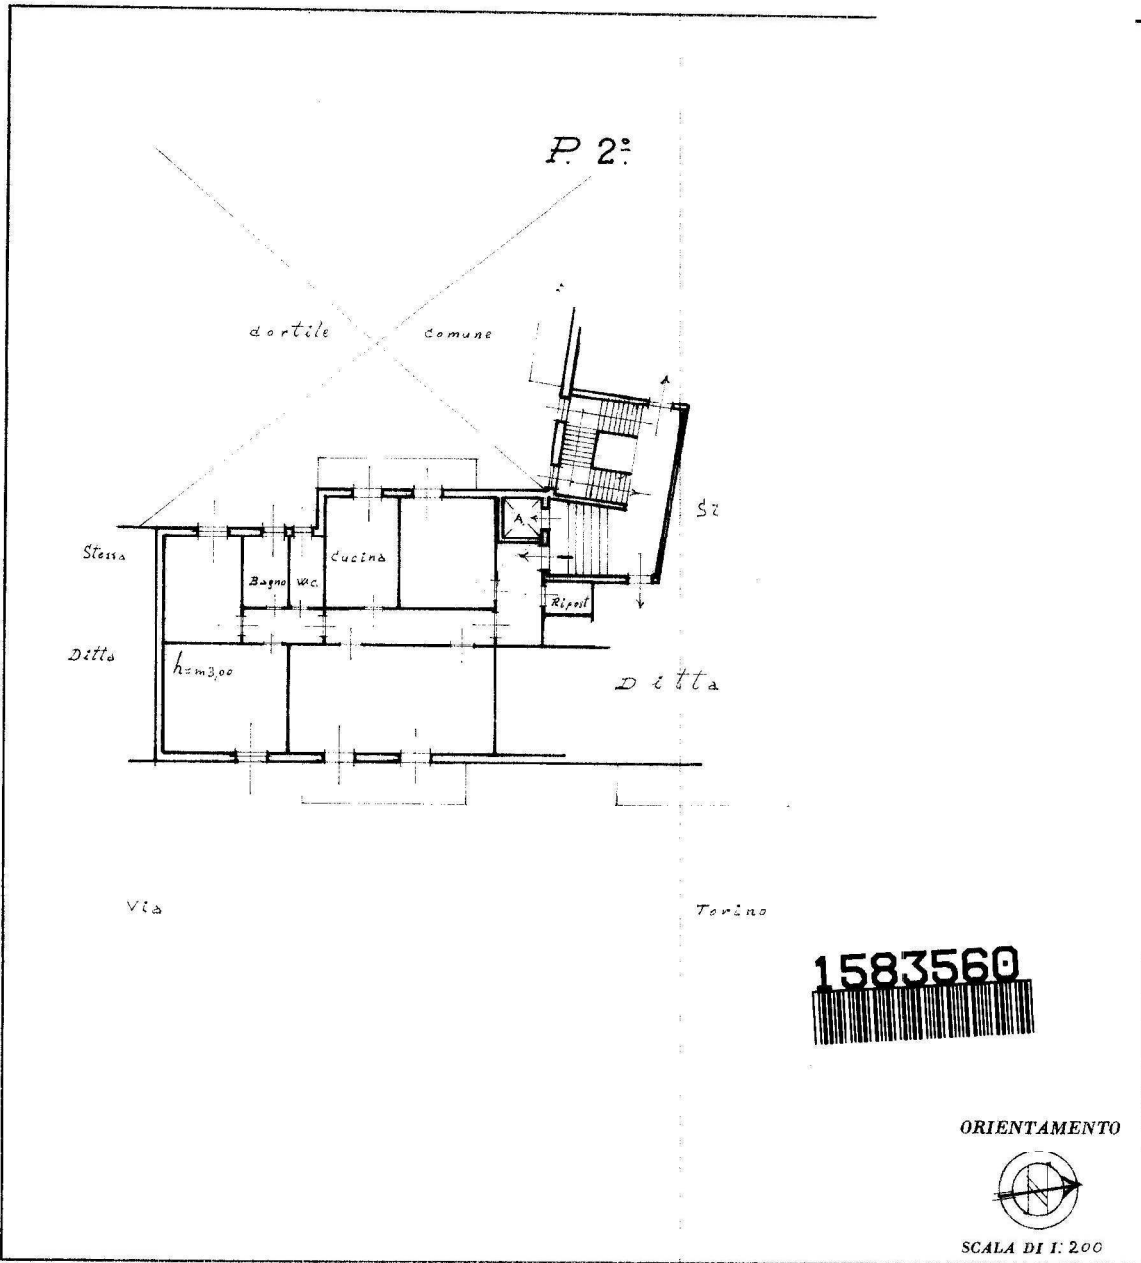 P. 2º
cortile comune
Stessa
Sz
A.
Cucina
Bagno
W.C.
Ripost
Ditta
h=m3,00
Ditta
Via Torino
1583560
ORIENTAMENTO
N
SCALA DI 1:200